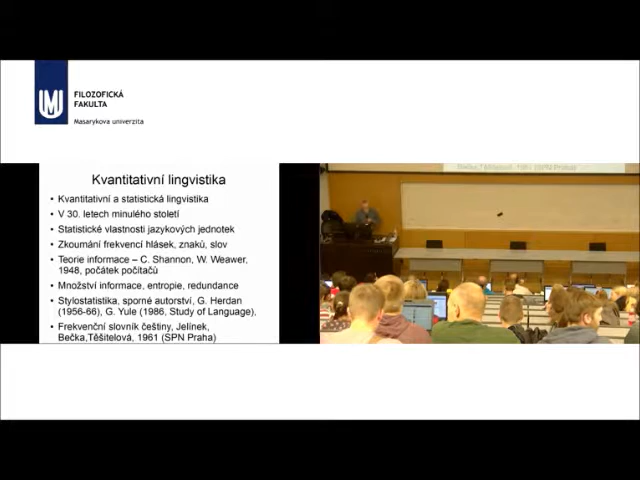 FILOZOFICKÁ
FAKULTA
Masarykova univerzita
Kvantitativní lingvistika
• Kvantitativní a statistická lingvistika
• V 30. letech minulého století
• Statistické vlastnosti jazykových jednotek
• Zkoumání frekvencí hlásek, znaků, slov
• Teorie informace – C. Shannon, W. Weawer,
1948, počátek počítačů
• Množství informace, entropie, redundance
• Stylostatistika, sporné autorství, G. Herdan
(1956-66), G. Yule (1986, Study of Language).
• Frekvenční slovník češtiny, Jelínek,
Bečka,Těšitelová, 1961 (SPN Praha)